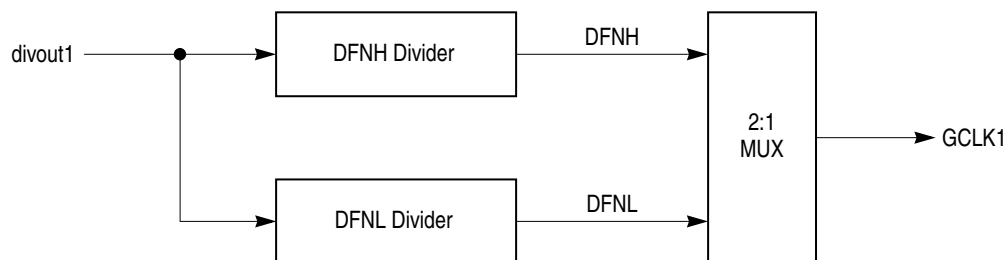 divout1
DFNH Divider
DFNH
2:1
MUX
GCLK1
DFNL Divider
DFNL